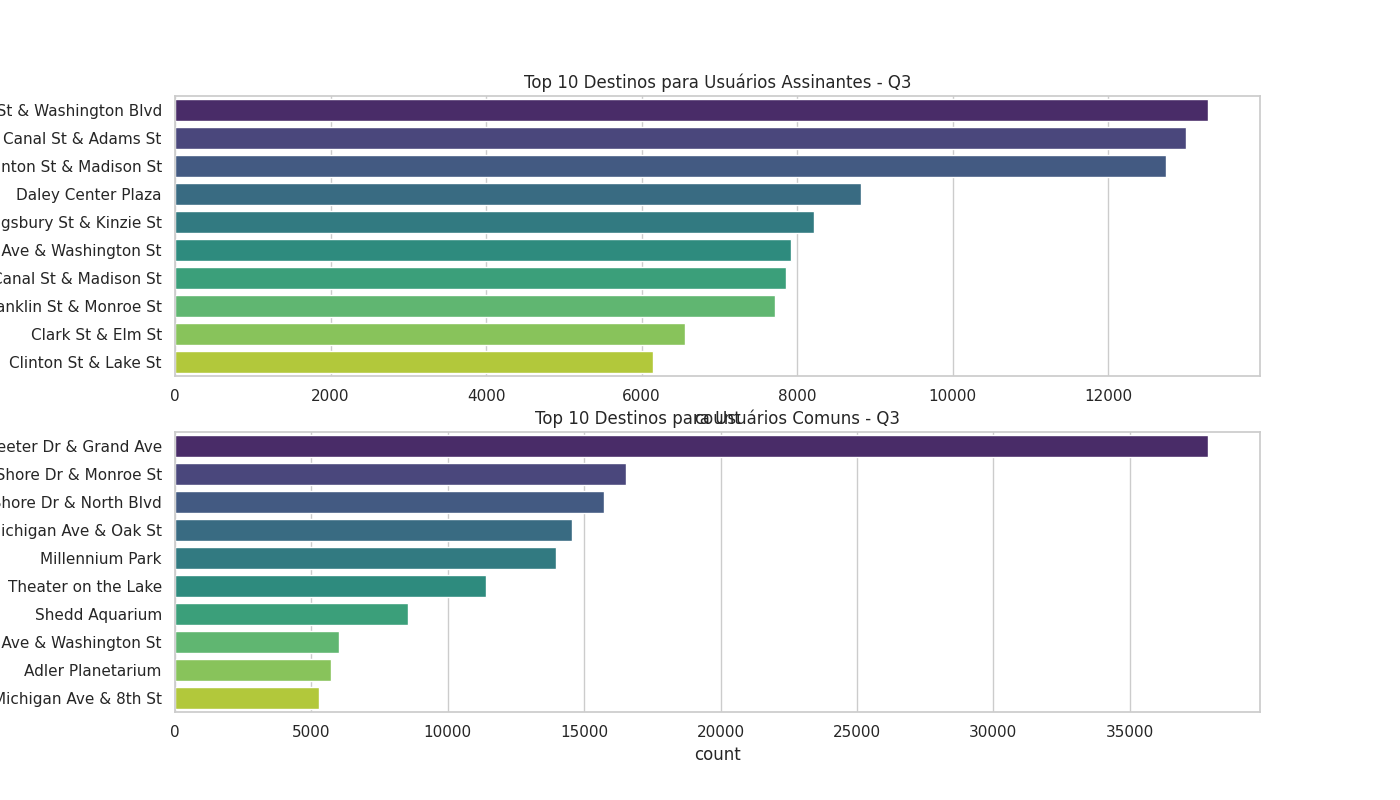 Top 10 Destinos para Usuários Assinantes - Q3
St & Washington Blvd
Canal St & Adams St
nton St & Madison St
Daley Center Plaza
gsbury St & Kinzie St
Ave & Washington St
Canal St & Madison St
anklin St & Monroe St
Clark St & Elm St
Clinton St & Lake St
0 2000 4000 6000 8000 10000 12000
count
Top 10 Destinos para Usuários Comuns - Q3
eeter Dr & Grand Ave
Shore Dr & Monroe St
Shore Dr & North Blvd
ichigan Ave & Oak St
Millennium Park
Theater on the Lake
Shedd Aquarium
Ave & Washington St
Adler Planetarium
Michigan Ave & 8th St
0 5000 10000 15000 20000 25000 30000 35000
count